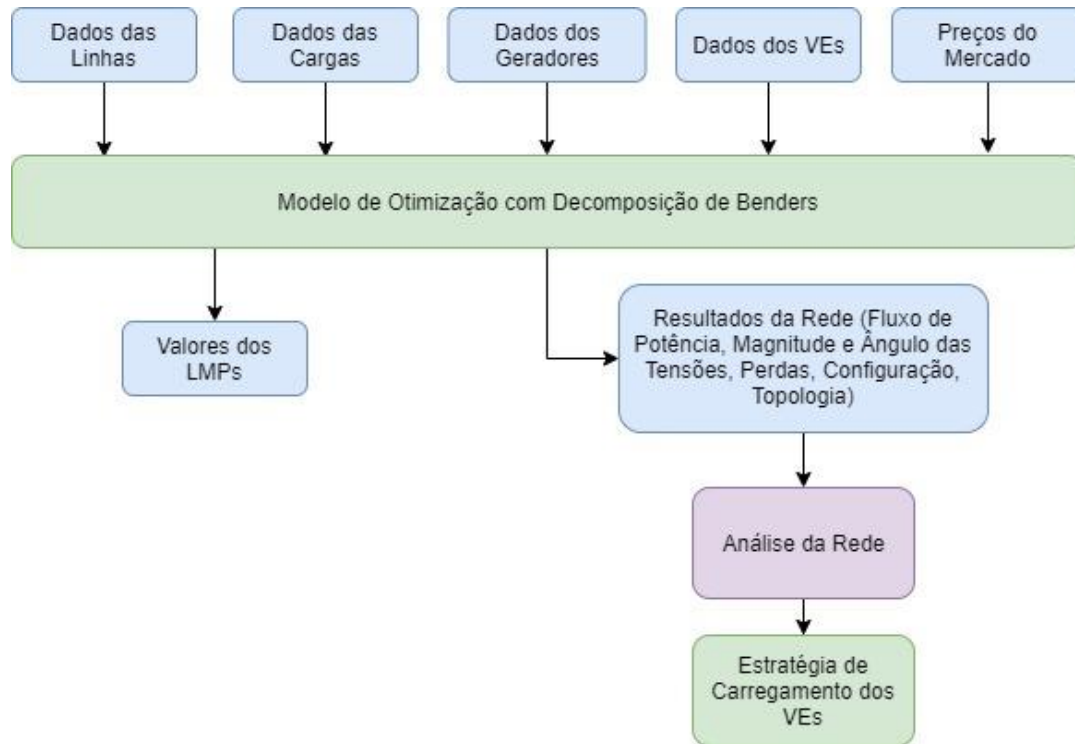 Dados das
Linhas
Dados das
Cargas
Dados dos
Geradores
Dados dos VEs
Preços do
Mercado
Modelo de Otimização com Decomposição de Benders
Valores dos
LMPs
Resultados da Rede (Fluxo de
Potência, Magnitude e Ângulo das
Tensões, Perdas, Configuração,
Topologia)
Análise da Rede
Estratégia de
Carregamento dos
VEs